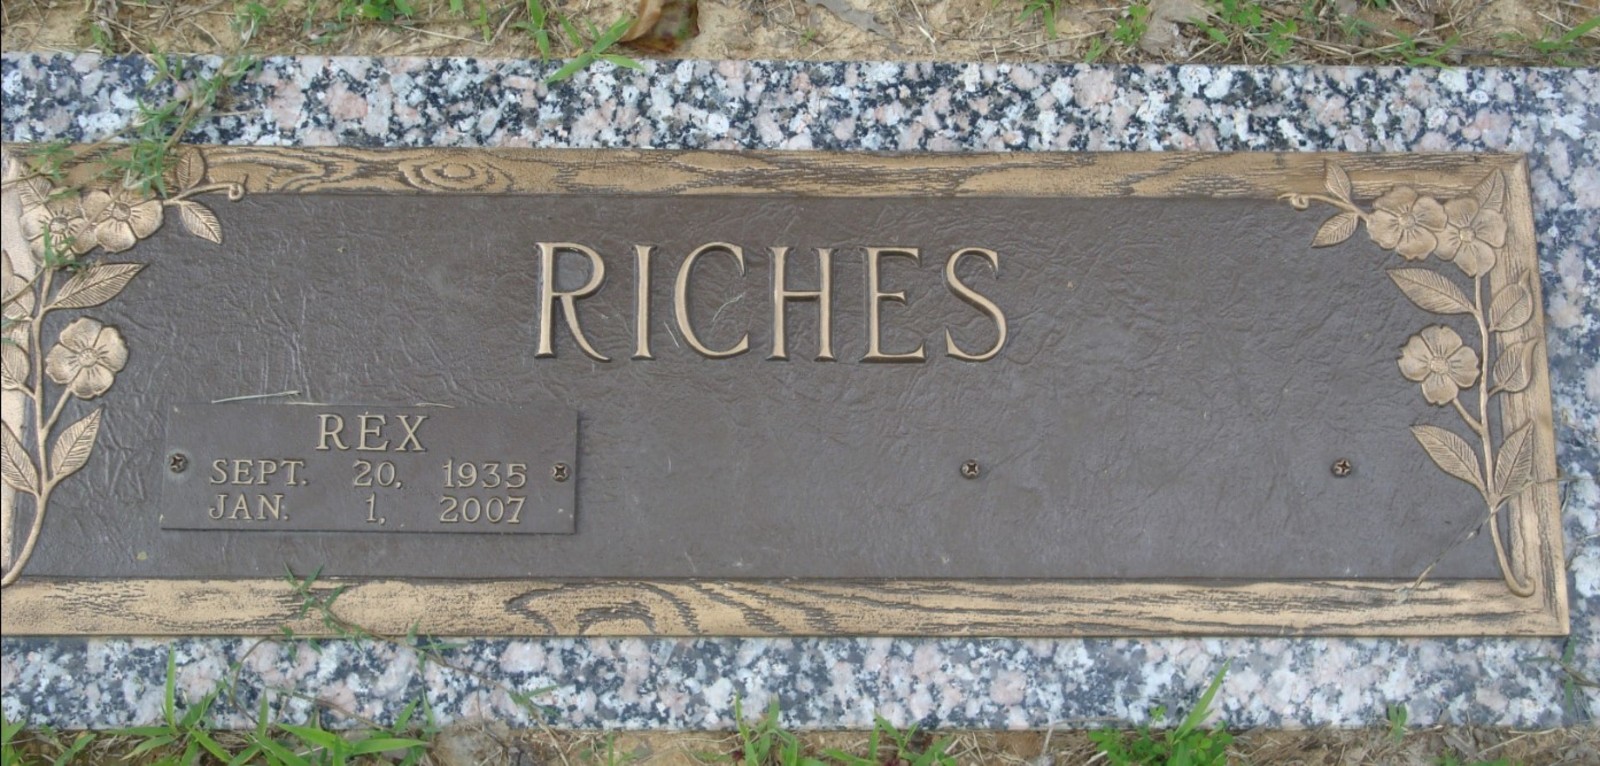 RICHES
REX
SEPT. 20, 1935
JAN. 1, 2007